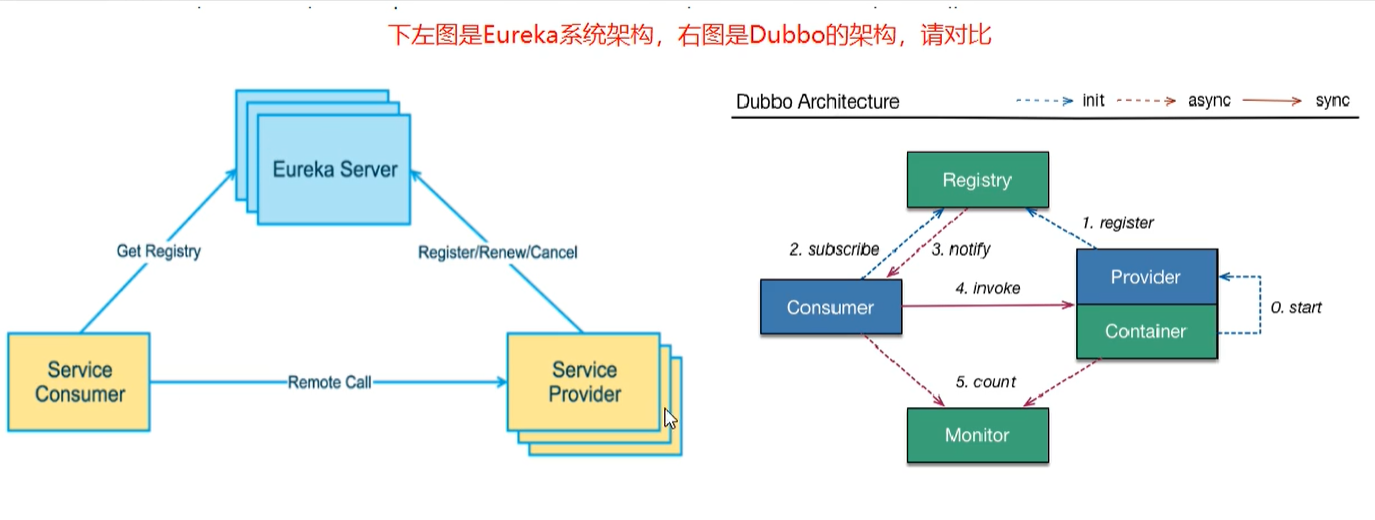 下左图是Eureka系统架构，右图是Dubbo的架构，请对比
Eureka Server
Get Registry
Register/Renew/Cancel
Service
Consumer
Remote Call
Service
Provider
Dubbo Architecture
init
async
sync
Registry
1. register
2. subscribe
3. notify
Provider
4. invoke
Consumer
0. start
Container
5. count
Monitor